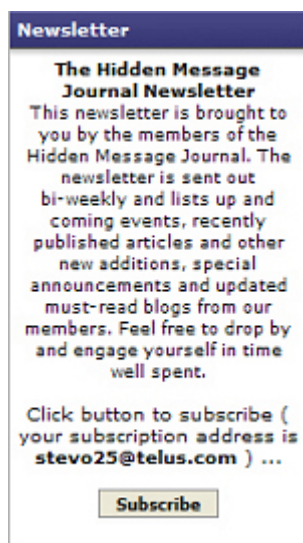 Newsletter
The Hidden Message
Journal Newsletter
This newsletter is brought to
you by the members of the
Hidden Message Journal. The
newsletter is sent out
bi-weekly and lists up and
coming events, recently
published articles and other
new additions, special
announcements and updated
must-read blogs from our
members. Feel free to drop by
and engage yourself in time
well spent.
Click button to subscribe (
your subscription address is
stevo25@telus.com ) ...
Subscribe